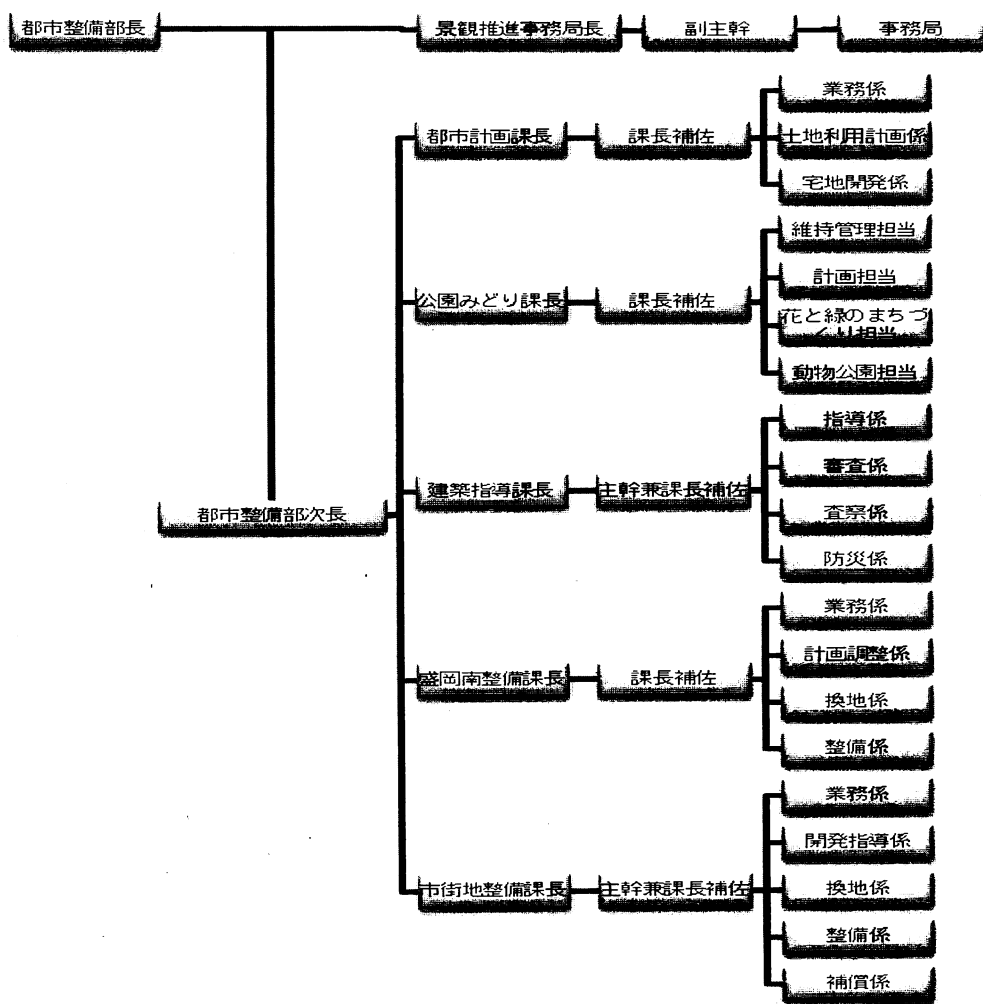 都市整備部長
景観推進事務局長
副主幹
事務局
都市計画課長
課長補佐
業務係
土地利用計画係
宅地開発係
公園みどり課長
課長補佐
維持管理担当
計画担当
花と緑のまちづ
くり担当
動物公園担当
都市整備部次長
建築指導課長
主幹兼課長補佐
指導係
審査係
査察係
防災係
盛岡南整備課長
課長補佐
業務係
計画調整係
換地係
整備係
市街地整備課長
主幹兼課長補佐
業務係
開発指導係
換地係
整備係
補償係